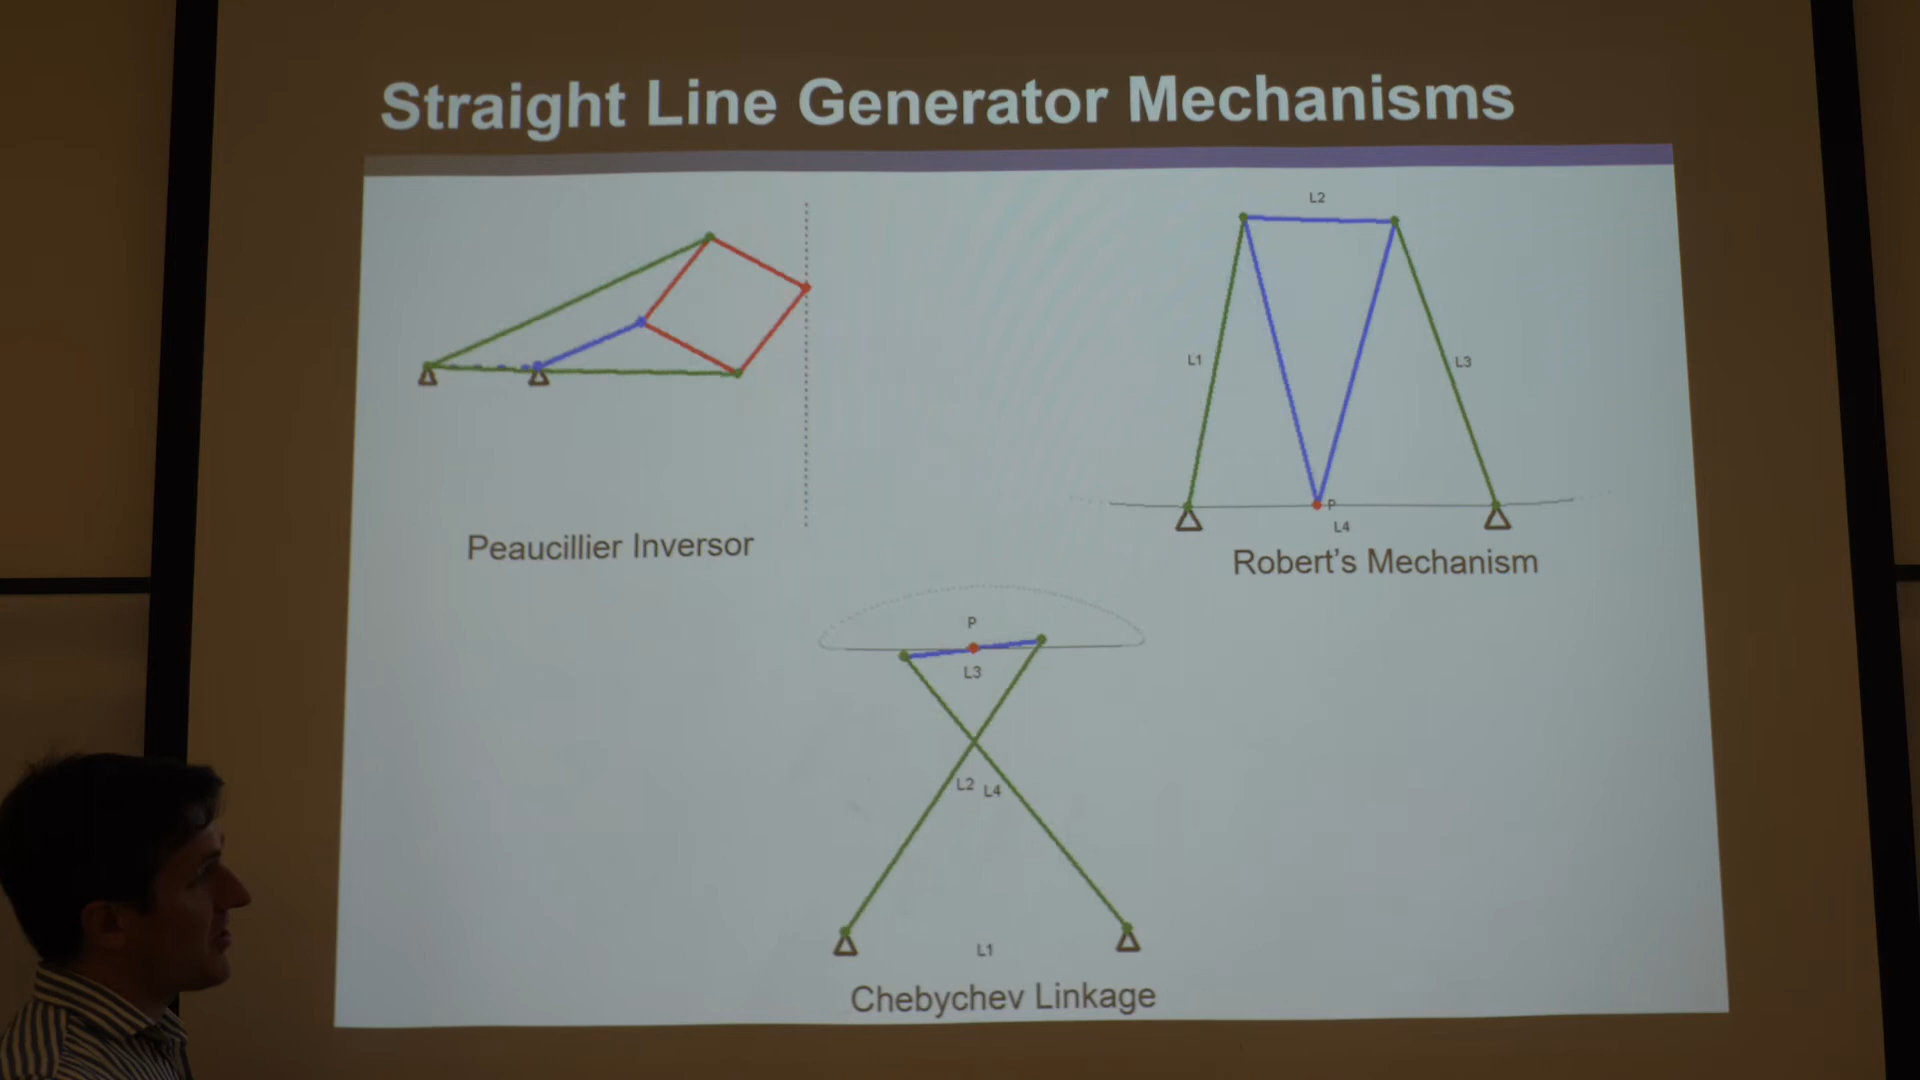 Straight Line Generator Mechanisms
L2
L1
L3
P
L4
Peaucillier Inversor
Robert's Mechanism
P
L3
L2
L4
L1
Chebychev Linkage